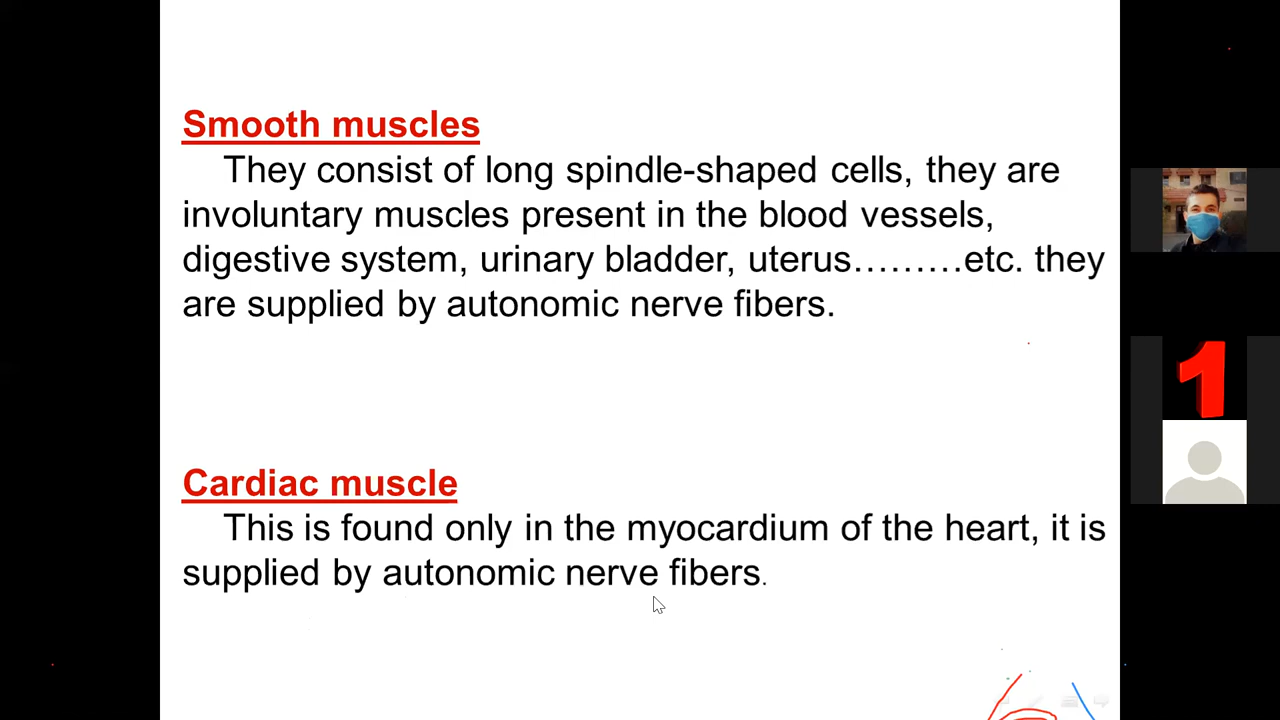 Smooth muscles
They consist of long spindle-shaped cells, they are
involuntary muscles present in the blood vessels,
digestive system, urinary bladder, uterus………etc. they
are supplied by autonomic nerve fibers.
Cardiac muscle
This is found only in the myocardium of the heart, it is
supplied by autonomic nerve fibers.
1